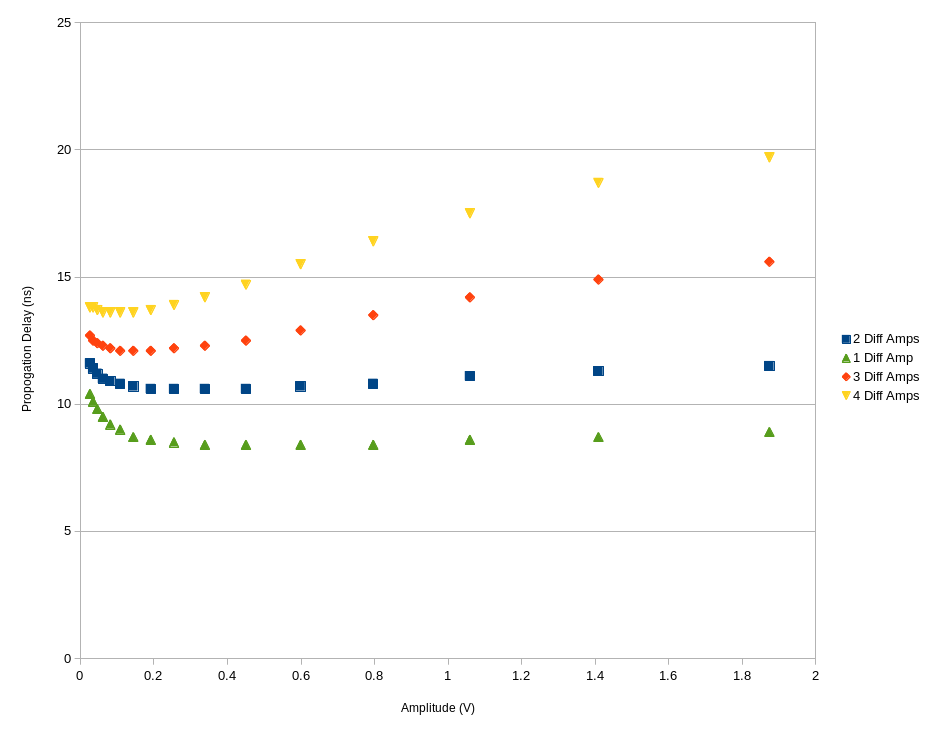 25
20
15
10
5
0
Propogation Delay (ns)
0 0.2 0.4 0.6 0.8 1 1.2 1.4 1.6 1.8 2
Amplitude (V)
2 Diff Amps
1 Diff Amp
3 Diff Amps
4 Diff Amps